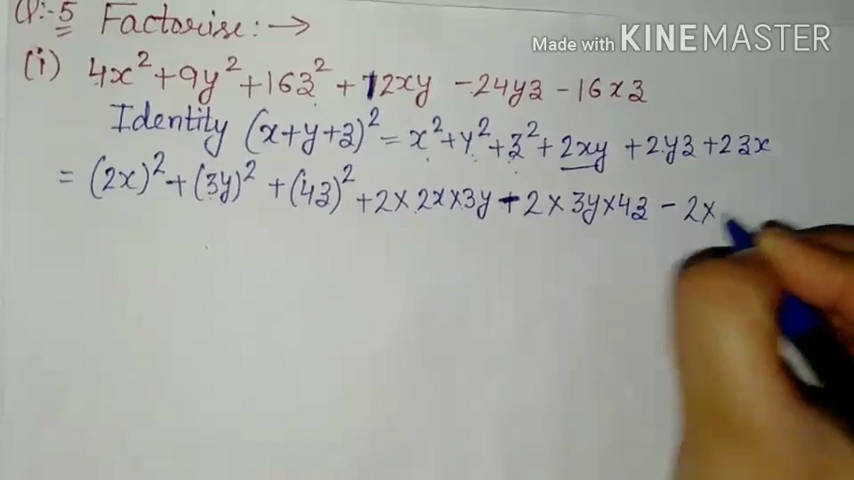 Made with KINEMASTER
Q:-5 Factorise:→
(i) 4x²+9y²+16z²+12xy-24yz-16xz
Identity (x+y+z)²=x²+y²+z²+2xy+2yz+2zx
=(2x)²+(3y)²+(4z)²+2×2x×3y-2×3y×4z-2×